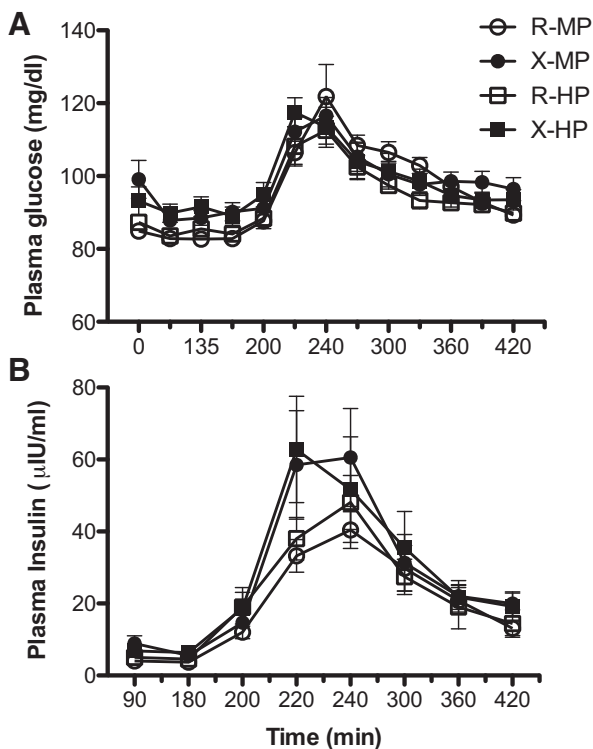 A
R-MP
X-MP
R-HP
X-HP
Plasma glucose (mg/dl)
140
120
100
80
60
0 135 200 240 300 360 420
B
Plasma Insulin ( μIU/ml)
80
60
40
20
0
90 180 200 220 240 300 360 420
Time (min)